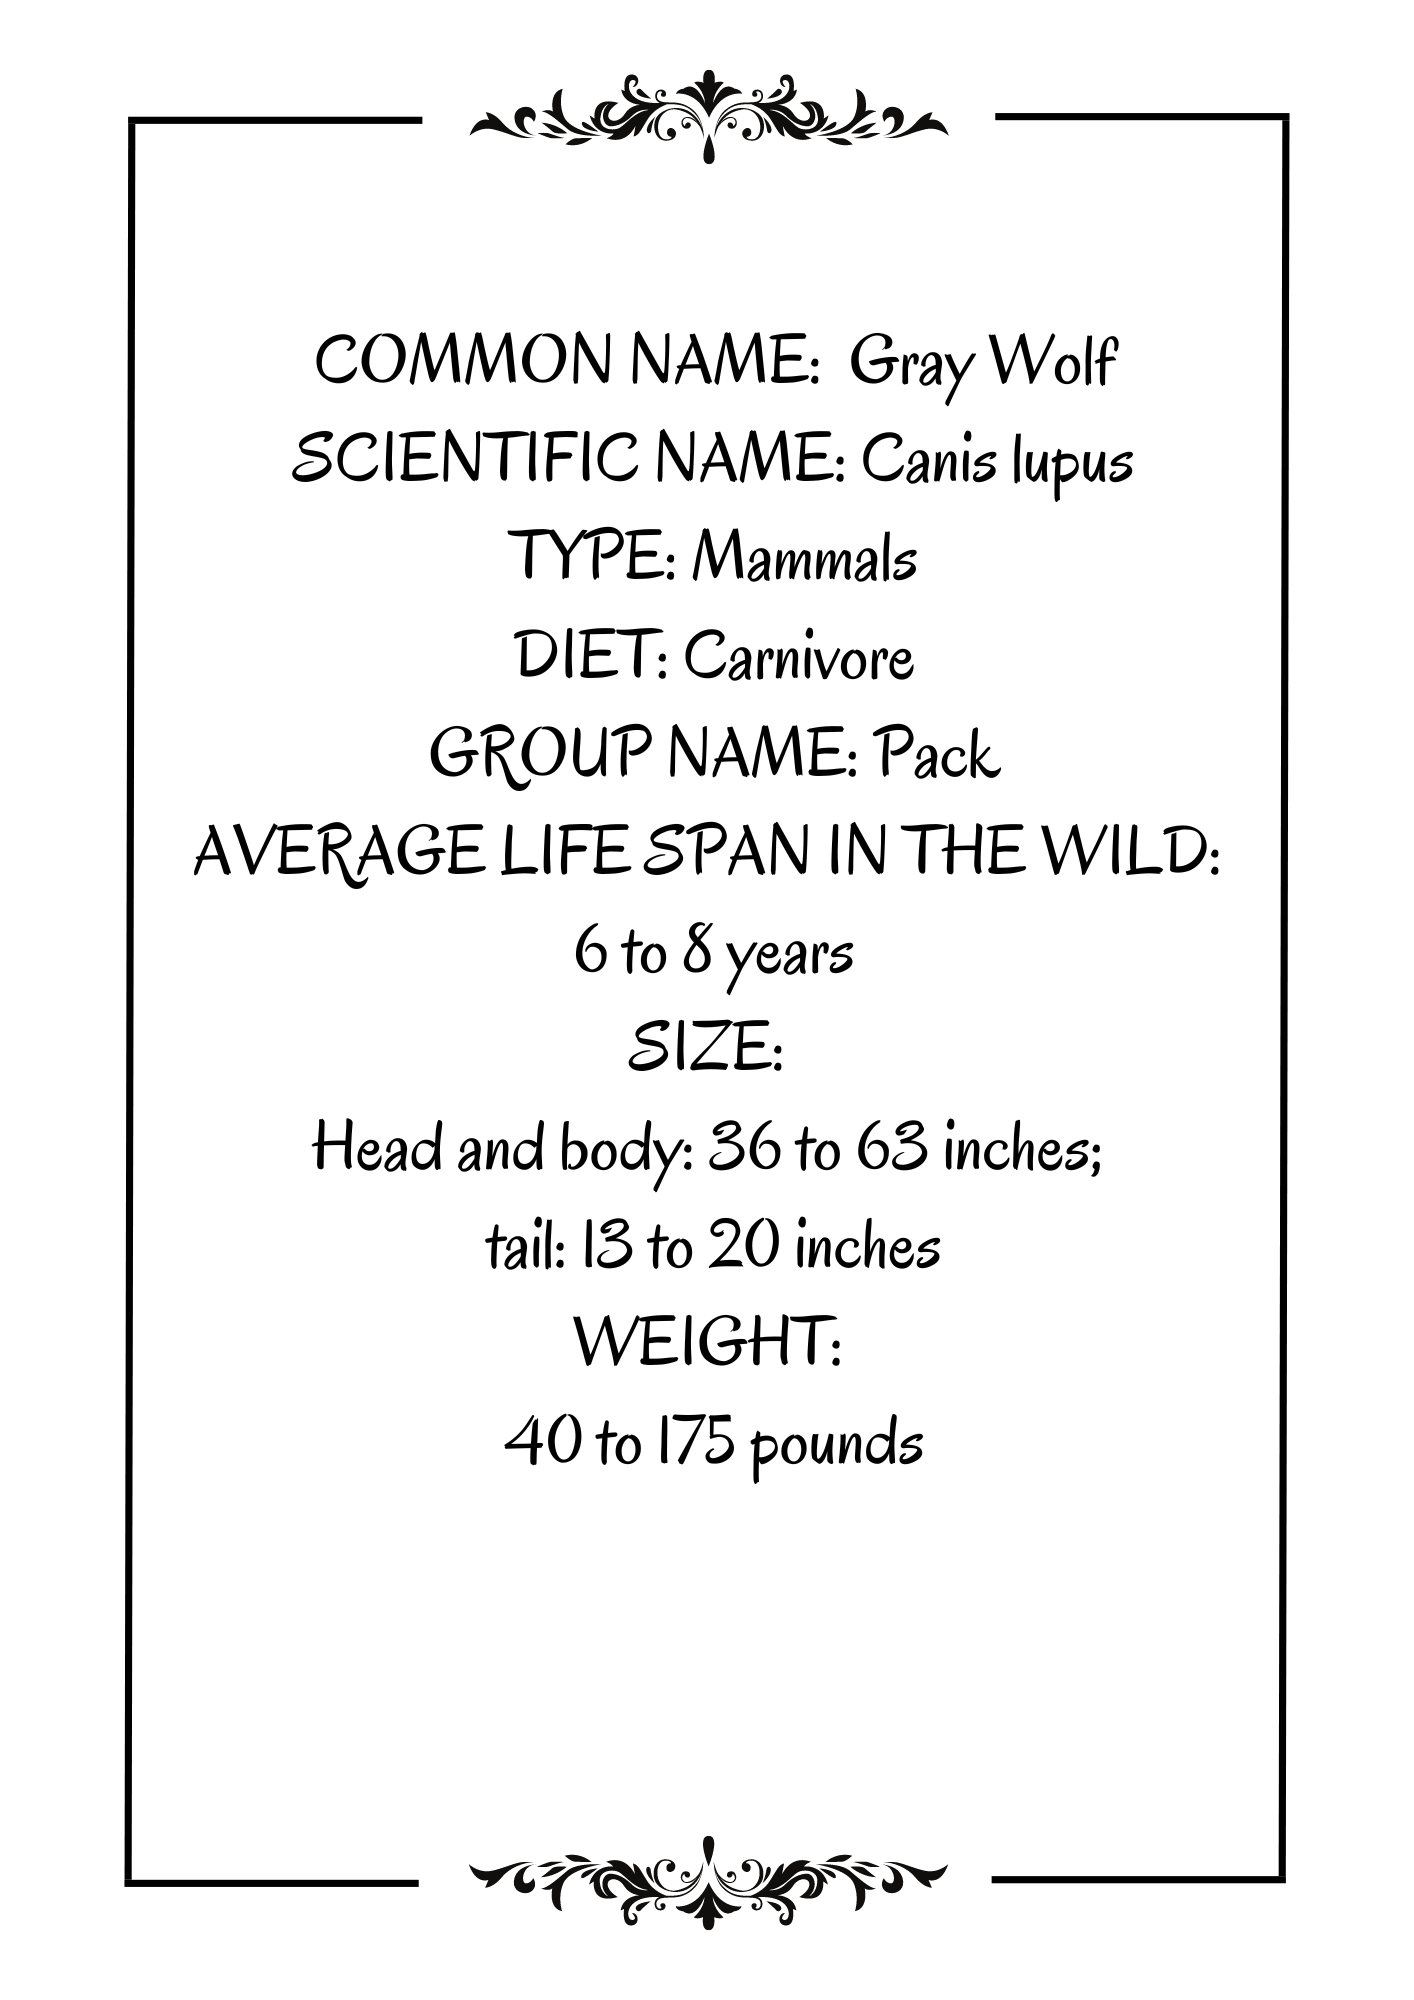 COMMON NAME: Gray Wolf
SCIENTIFIC NAME: Canis lupus
TYPE: Mammals
DIET: Carnivore
GROUP NAME: Pack
AVERAGE LIFE SPAN IN THE WILD:
6 to 8 years
SIZE:
Head and body: 36 to 63 inches;
tail: 13 to 20 inches
WEIGHT:
40 to 175 pounds